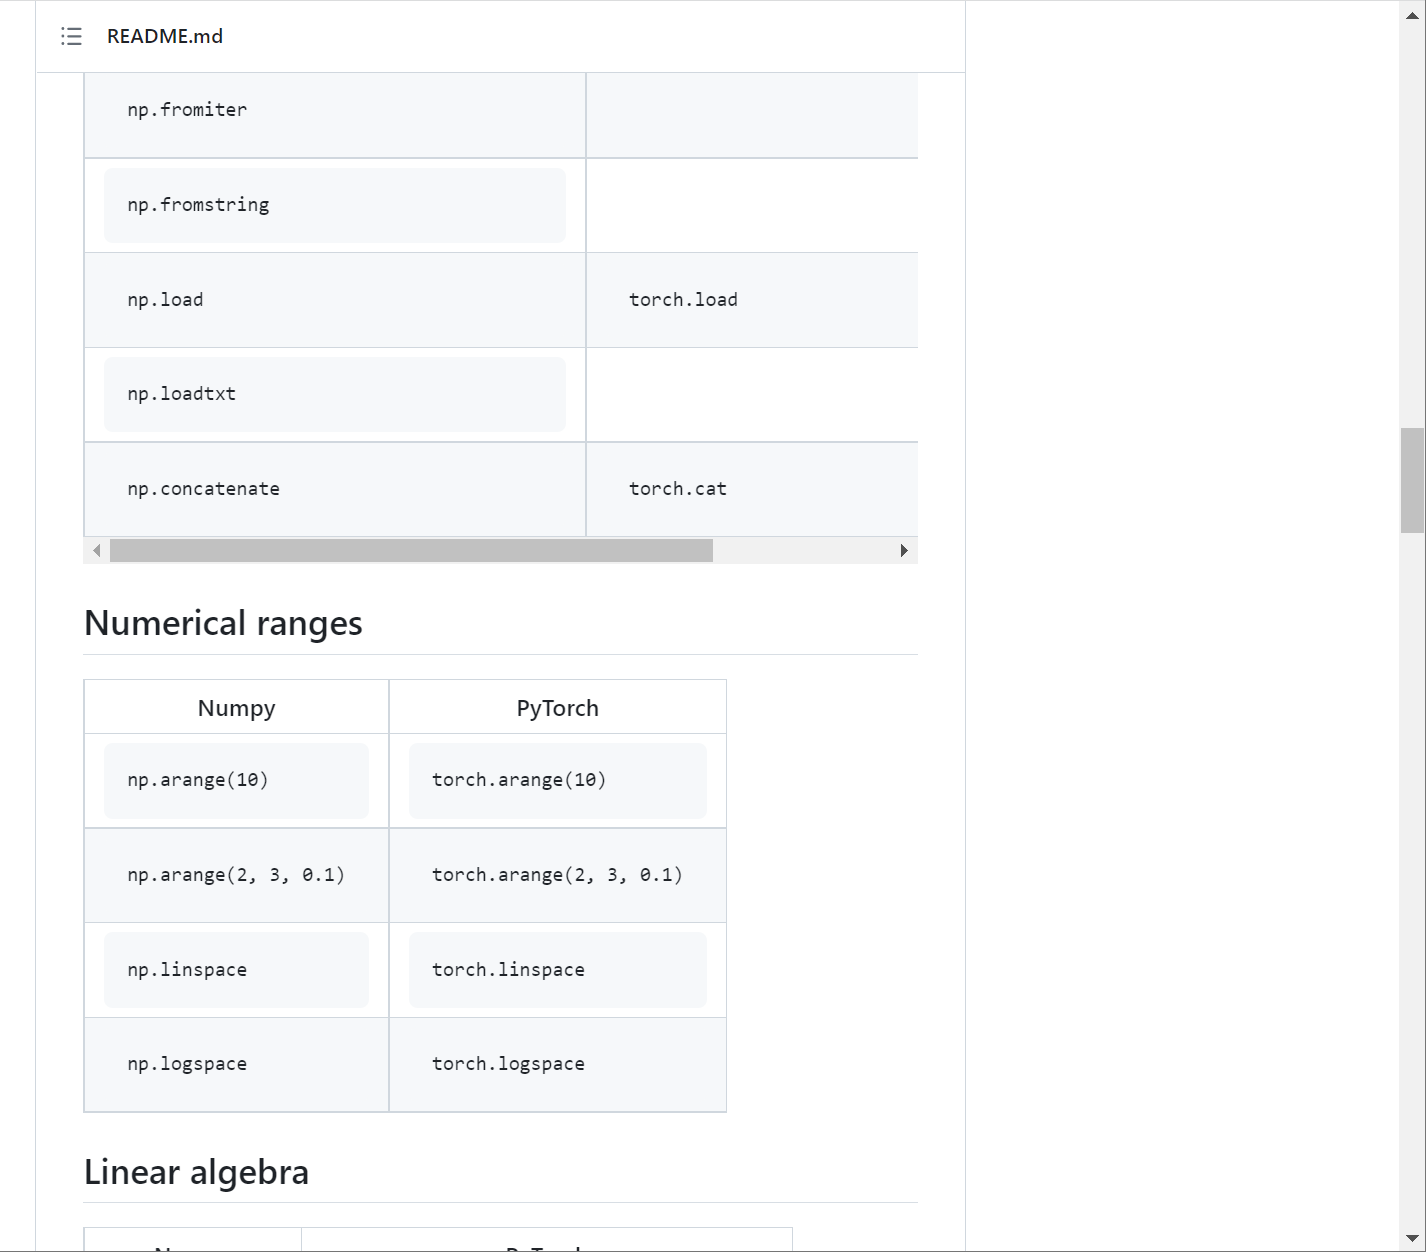 README.md
np.fromiter
np.fromstring
np.load torch.load
np.loadtxt
np.concatenate torch.cat
Numerical ranges
Numpy PyTorch
np.arange(10) torch.arange(10)
np.arange(2, 3, 0.1) torch.arange(2, 3, 0.1)
np.linspace torch.linspace
np.logspace torch.logspace
Linear algebra